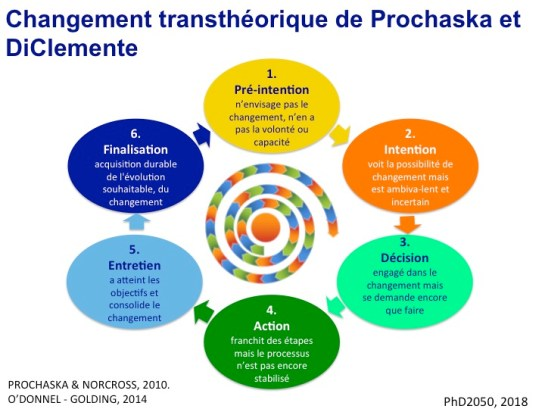 Changement transthéorique de Prochaska et
DiClemente
1.
Pré-intention
n'envisage pas le
changement, n'en a
pas la volonté ou
capacité
2.
Intention
voit la possibilité de
changement mais
est ambiva-lent et
incertain
3.
Décision
engagé dans le
changement mais
se demande encore
que faire
4.
Action
franchit des étapes
mais le processus
n'est pas encore
stabilisé
5.
Entretien
a atteint les
objectifs et
consolide le
changement
6.
Finalisation
acquisition durable
de l'évolution
souhaitable, du
changement
PROCHASKA & NORCROSS, 2010.
O'DONNEL - GOLDING, 2014
PhD2050, 2018